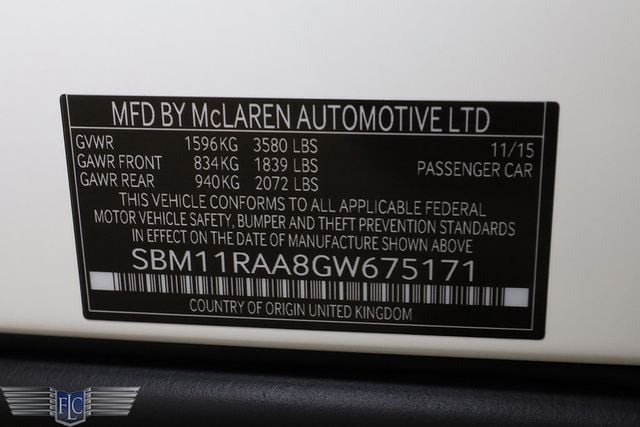 MFD BY McLAREN AUTOMOTIVE LTD
GVWR 1596KG 3580 LBS 11/15
GAWR FRONT 834KG 1839 LBS PASSENGER CAR
GAWR REAR 940KG 2072 LBS
THIS VEHICLE CONFORMS TO ALL APPLICABLE FEDERAL
MOTOR VEHICLE SAFETY, BUMPER AND THEFT PREVENTION STANDARDS
IN EFFECT ON THE DATE OF MANUFACTURE SHOWN ABOVE
SBM11RAA8GW675171
COUNTRY OF ORIGIN UNITED KINGDOM
FLC